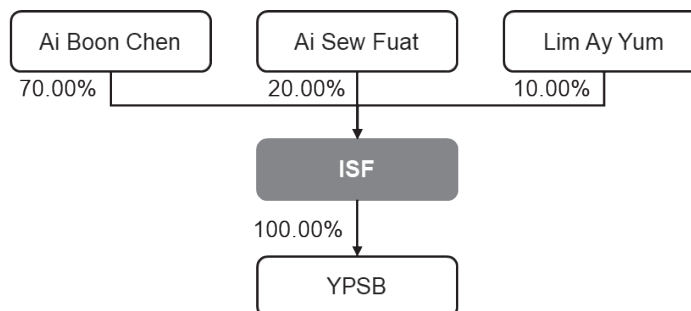 Ai Boon Chen
Ai Sew Fuat
Lim Ay Yum
70.00%
20.00%
10.00%
ISF
100.00%
YPSB